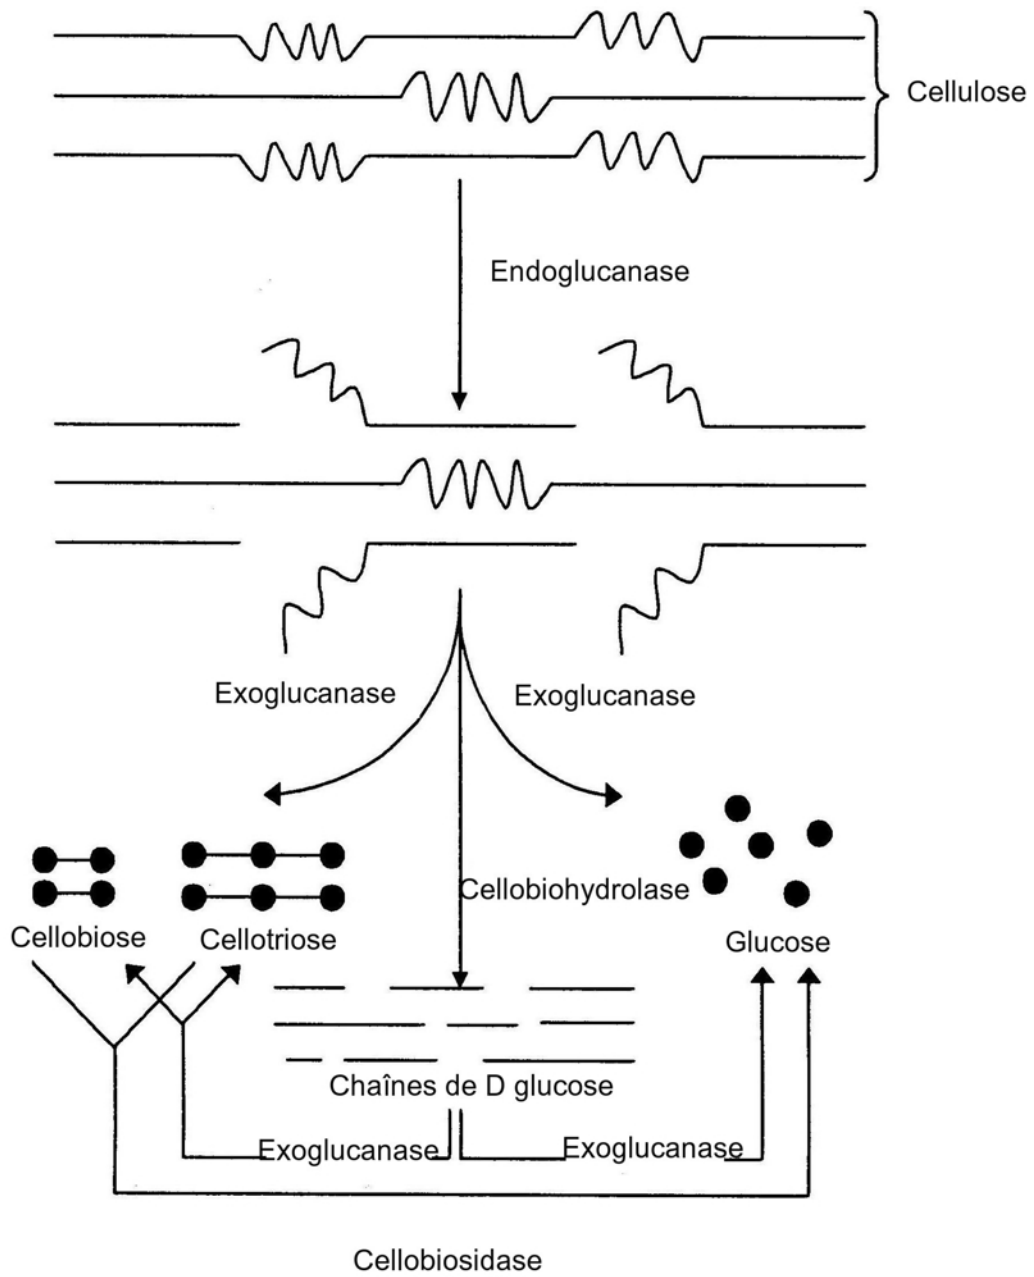 Cellulose
Endoglucanase
Exoglucanase
Exoglucanase
Cellobiohydrolase
Cellobiose
Cellotriose
Glucose
Chaînes de D glucose
Exoglucanase
Exoglucanase
Cellobiosidase